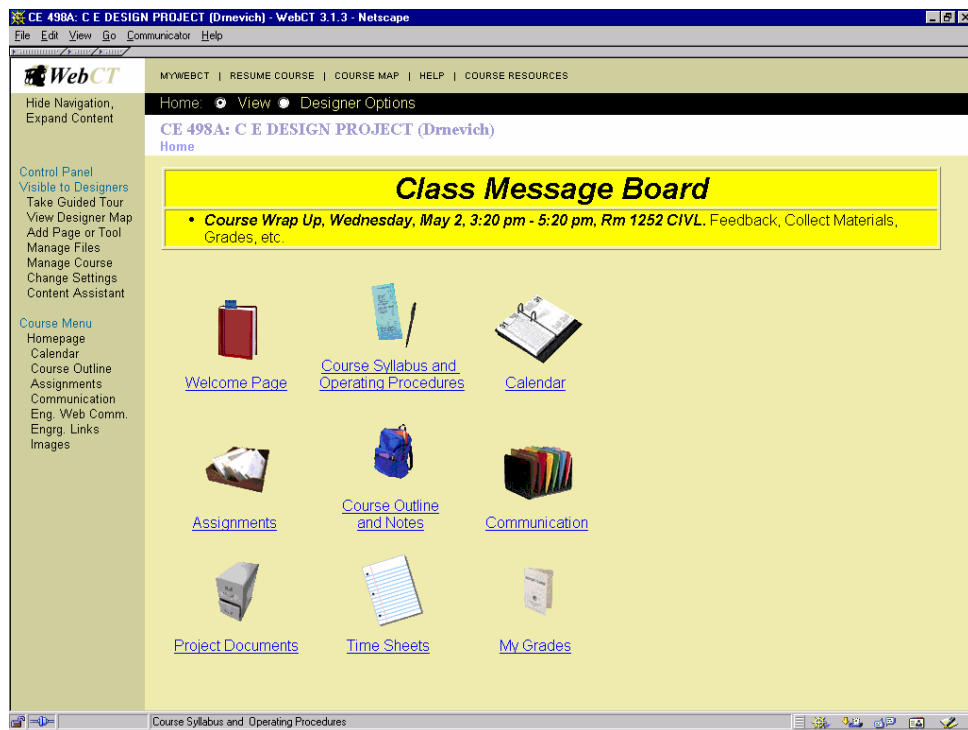 CE 498A: C E DESIGN PROJECT (Drnevich) - WebCT 3.1.3 - Netscape
File Edit View Go Communicator Help
WebCT
MYWEBCT | RESUME COURSE | COURSE MAP | HELP | COURSE RESOURCES
Hide Navigation,
Expand Content
Home: View Designer Options
CE 498A: C E DESIGN PROJECT (Drnevich)
Home
Control Panel
Visible to Designers
Take Guided Tour
View Designer Map
Add Page or Tool
Manage Files
Manage Course
Change Settings
Content Assistant
Course Menu
Homepage
Calendar
Course Outline
Assignments
Communication
Eng. Web Comm.
Engrg. Links
Images
Class Message Board
• Course Wrap Up, Wednesday, May 2, 3:20 pm - 5:20 pm, Rm 1252 CIVL. Feedback, Collect Materials,
Grades, etc.
Welcome Page
Course Syllabus and
Operating Procedures
Calendar
Assignments
Course Outline
and Notes
Communication
Project Documents
Time Sheets
My Grades
Course Syllabus and Operating Procedures